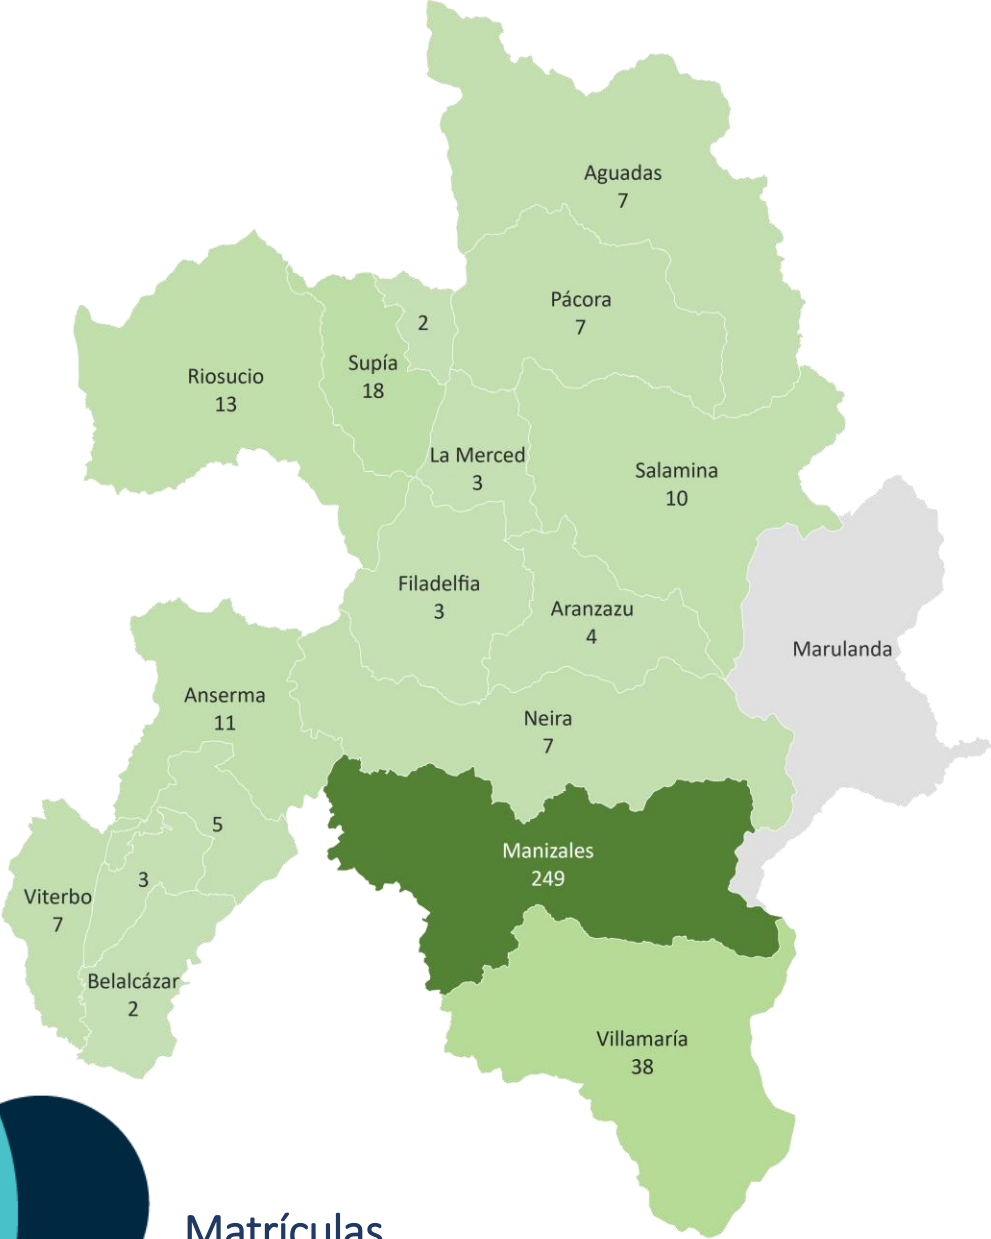 Aguadas
7
Pácora
7
2
Supía
18
Riosucio
13
La Merced
3
Salamina
10
Filadelfia
3
Aranzazu
4
Marulanda
Anserma
11
Neira
7
5
Manizales
249
3
Viterbo
7
Belalcázar
2
Villamaría
38
Matrículas